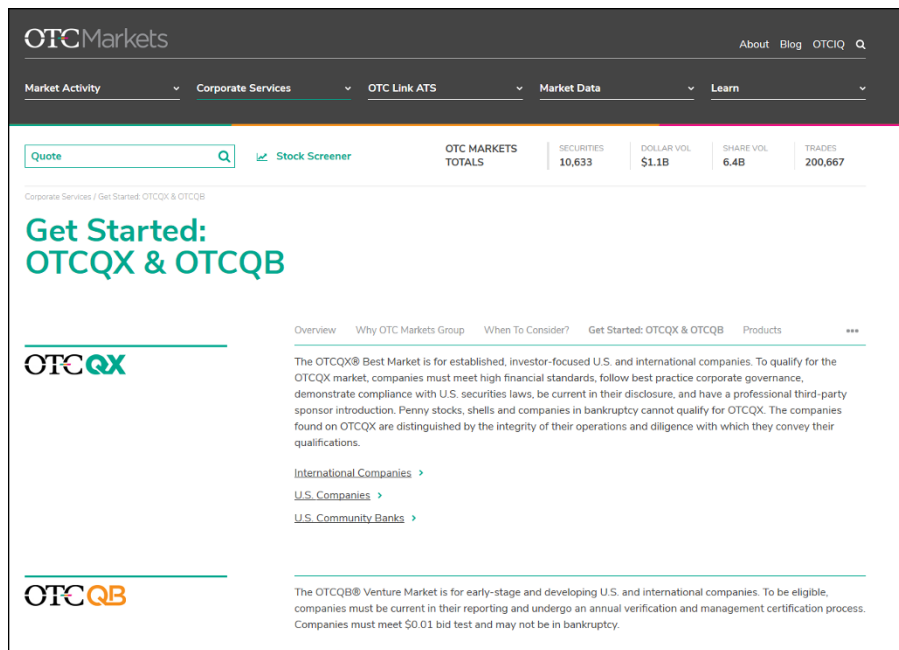 OTCMarkets
About Blog OTCIQ
Market Activity Corporate Services OTC Link ATS Market Data Learn
Quote Stock Screener
OTC MARKETS
TOTALS
SECURITIES
10,633
DOLLAR VOL
$1.1B
SHARE VOL
6.4B
TRADES
200,667
Corporate Services / Get Started: OTCQX & OTCQB
Get Started:
OTCQX & OTCQB
Overview Why OTC Markets Group When To Consider? Get Started: OTCQX & OTCQB Products •••
OTCQX
The OTCQX® Best Market is for established, investor-focused U.S. and international companies. To qualify for the
OTCQX market, companies must meet high financial standards, follow best practice corporate governance,
demonstrate compliance with U.S. securities laws, be current in their disclosure, and have a professional third-party
sponsor introduction. Penny stocks, shells and companies in bankruptcy cannot qualify for OTCQX. The companies
found on OTCQX are distinguished by the integrity of their operations and diligence with which they convey their
qualifications.
International Companies >
U.S. Companies >
U.S. Community Banks >
OTCQB
The OTCQB® Venture Market is for early-stage and developing U.S. and international companies. To be eligible,
companies must be current in their reporting and undergo an annual verification and management certification process.
Companies must meet $0.01 bid test and may not be in bankruptcy.